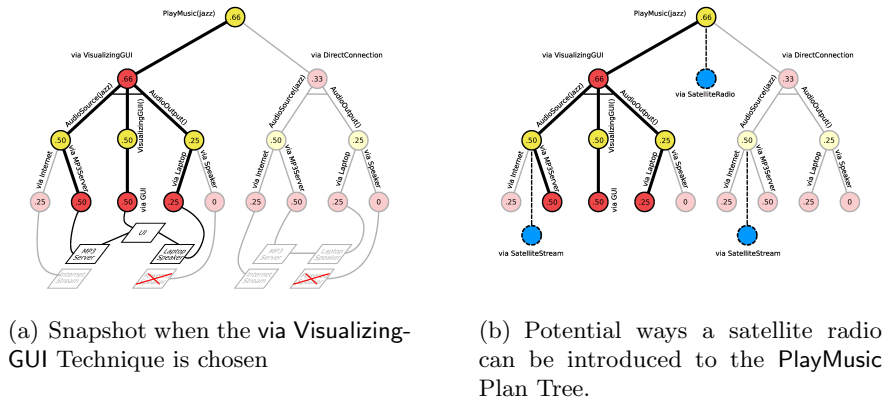 PlayMusic(jazz)
.66
via VisualizingGUI
via DirectConnection
.66
.33
AudioSource(jazz)
VisualizingGUI()
AudioOutput()
AudioSource(jazz)
AudioOutput()
.50
.50
.25
.50
.25
via Internet
via MP3Server
via GUI
via Laptop
via Speaker
via Internet
via MP3Server
via Laptop
via Speaker
.25
.50
.50
.25
0
.25
.50
.25
0
UI
MP3
Server
Laptop
Speaker
MP3
Server
Laptop
Speaker
Internet
Stream
Internet
Stream
(a) Snapshot when the via Visualizing-
GUI Technique is chosen
PlayMusic(jazz)
.66
via VisualizingGUI
via DirectConnection
.66
.33
via SatelliteRadio
AudioSource(jazz)
VisualizingGUI()
AudioOutput()
AudioSource(jazz)
AudioOutput()
.50
.50
.25
.50
.25
via Internet
via MP3Server
via GUI
via Laptop
via Speaker
via Internet
via MP3Server
via Laptop
via Speaker
.25
.50
.50
.25
0
.25
.50
.25
0
via SatelliteStream
via SatelliteStream
(b) Potential ways a satellite radio
can be introduced to the PlayMusic
Plan Tree.